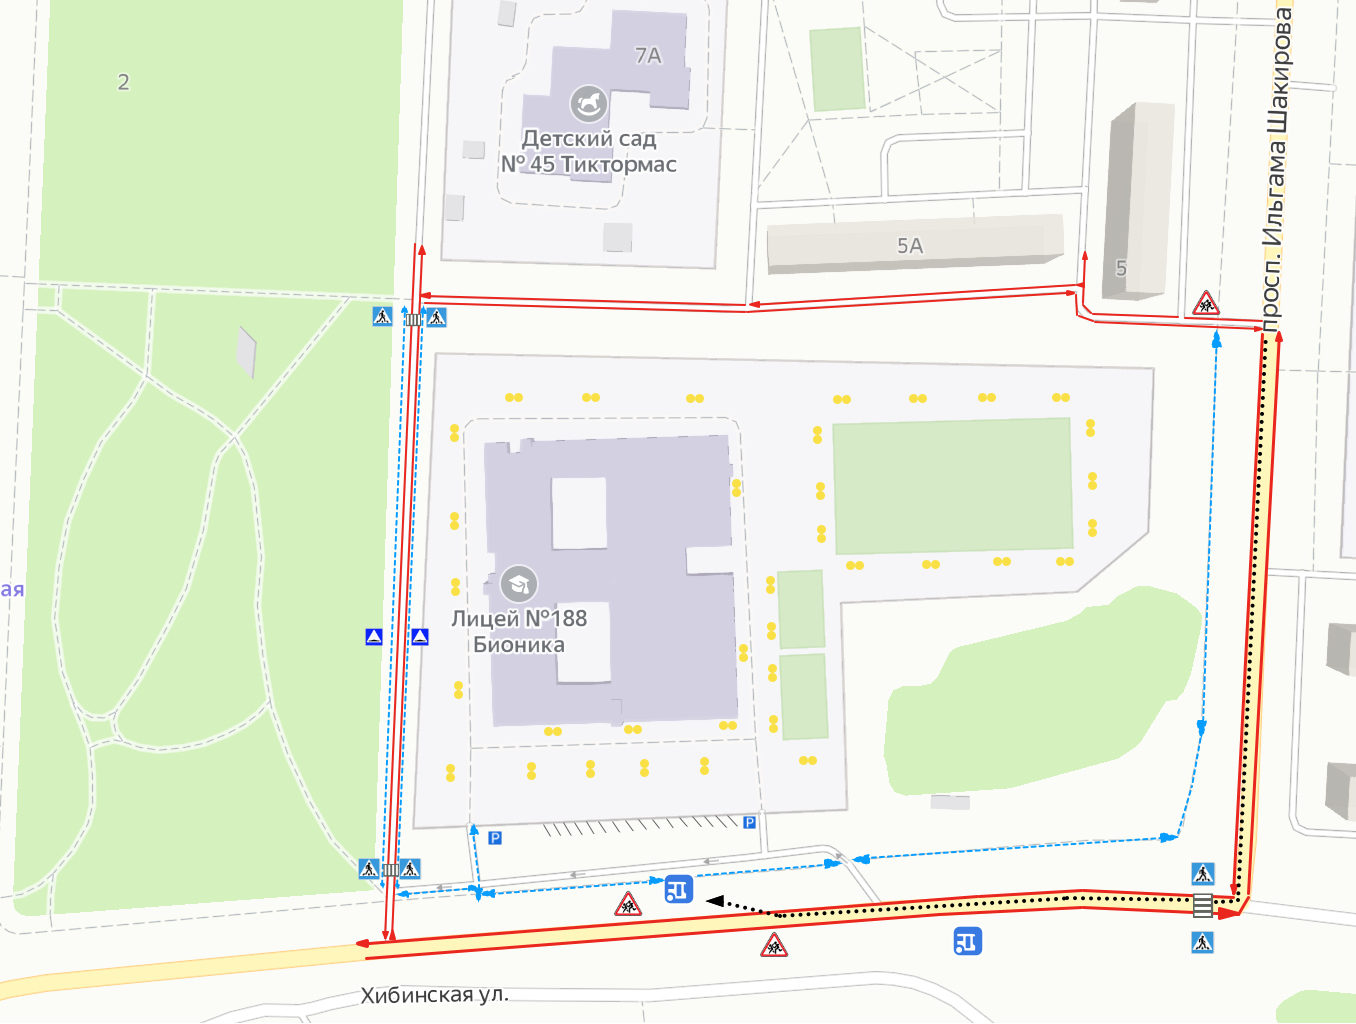 7А
2
Детский сад
№ 45 Тиктормас
просп. Ильгама Шакирова
5А
5
ая
Лицей №188
Бионика
P
P
Хибинская ул.